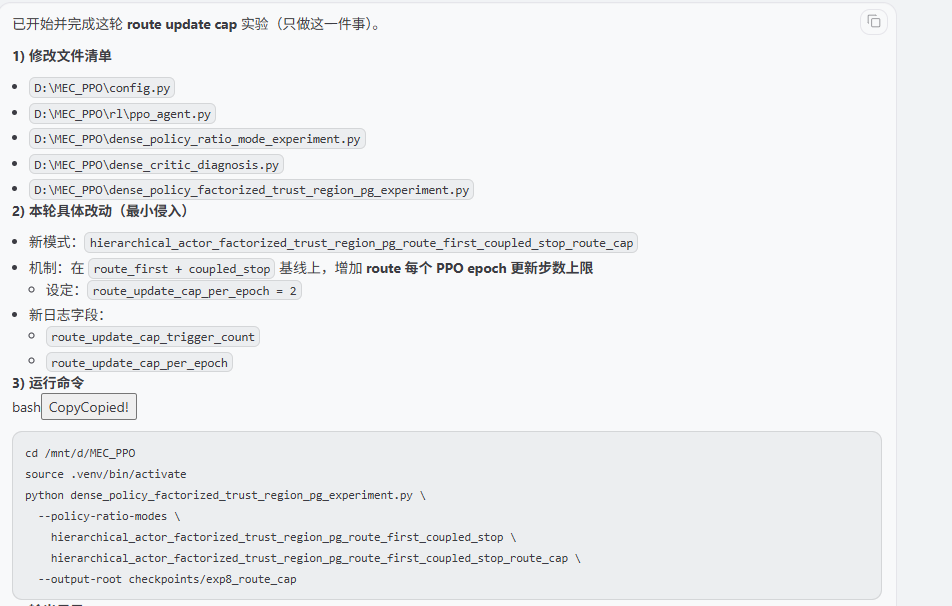 已开始并完成这轮 route update cap 实验（只做这一件事）。
1) 修改文件清单
D:\MEC_PPO\config.py
D:\MEC_PPO\rl\ppo_agent.py
D:\MEC_PPO\dense_policy_ratio_mode_experiment.py
D:\MEC_PPO\dense_critic_diagnosis.py
D:\MEC_PPO\dense_policy_factorized_trust_region_pg_experiment.py
2) 本轮具体改动（最小侵入）
新模式： hierarchical_actor_factorized_trust_region_pg_route_first_coupled_stop_route_cap
机制：在 route_first + coupled_stop 基线上，增加 route 每个 PPO epoch 更新步数上限
设定： route_update_cap_per_epoch = 2
新日志字段：
route_update_cap_trigger_count
route_update_cap_per_epoch
3) 运行命令
bash CopyCopied!
cd /mnt/d/MEC_PPO
source .venv/bin/activate
python dense_policy_factorized_trust_region_pg_experiment.py \
--policy-ratio-modes \
hierarchical_actor_factorized_trust_region_pg_route_first_coupled_stop \
hierarchical_actor_factorized_trust_region_pg_route_first_coupled_stop_route_cap \
--output-root checkpoints/exp8_route_cap